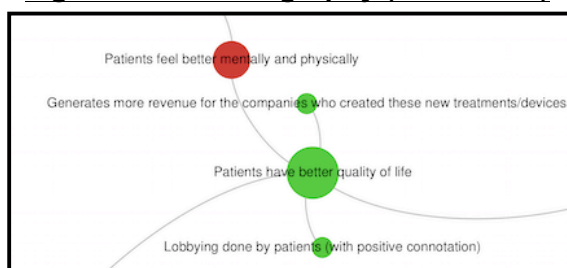 Patients feel better mentally and physically
Generates more revenue for the companies who created these new treatments/devices
Patients have better quality of life
Lobbying done by patients (with positive connotation)